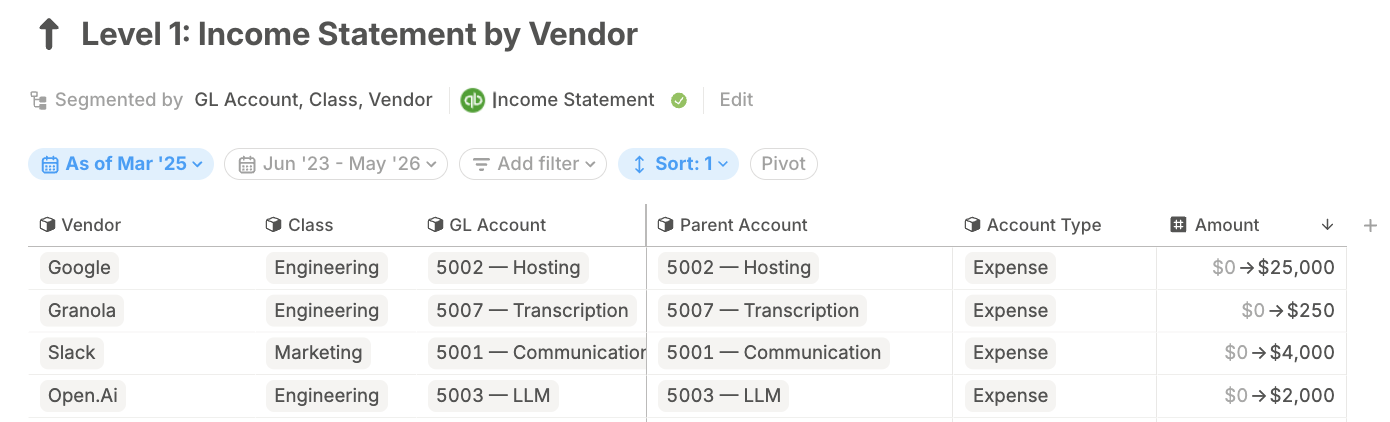 Level 1: Income Statement by Vendor
Segmented by GL Account, Class, Vendor qb Income Statement Edit
As of Mar '25 Jun '23 - May '26 Add filter Sort: 1 Pivot
Vendor Class GL Account Parent Account Account Type Amount
Google Engineering 5002 — Hosting 5002 — Hosting Expense $0 → $25,000
Granola Engineering 5007 — Transcription 5007 — Transcription Expense $0 → $250
Slack Marketing 5001 — Communication 5001 — Communication Expense $0 → $4,000
Open.Ai Engineering 5003 — LLM 5003 — LLM Expense $0 → $2,000